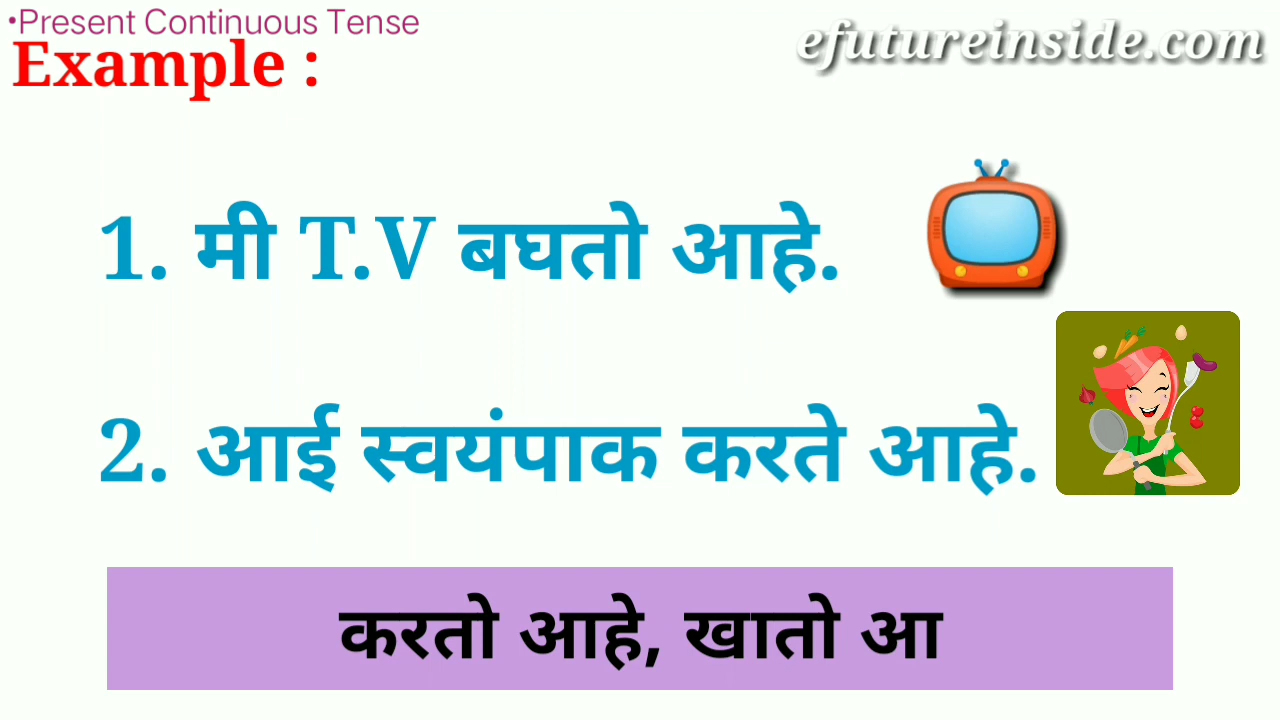 •Present Continuous Tense
efutureinside.com
Example :
1. मी T.V बघतो आहे.
2. आई स्वयंपाक करते आहे.
करतो आहे, खातो आ